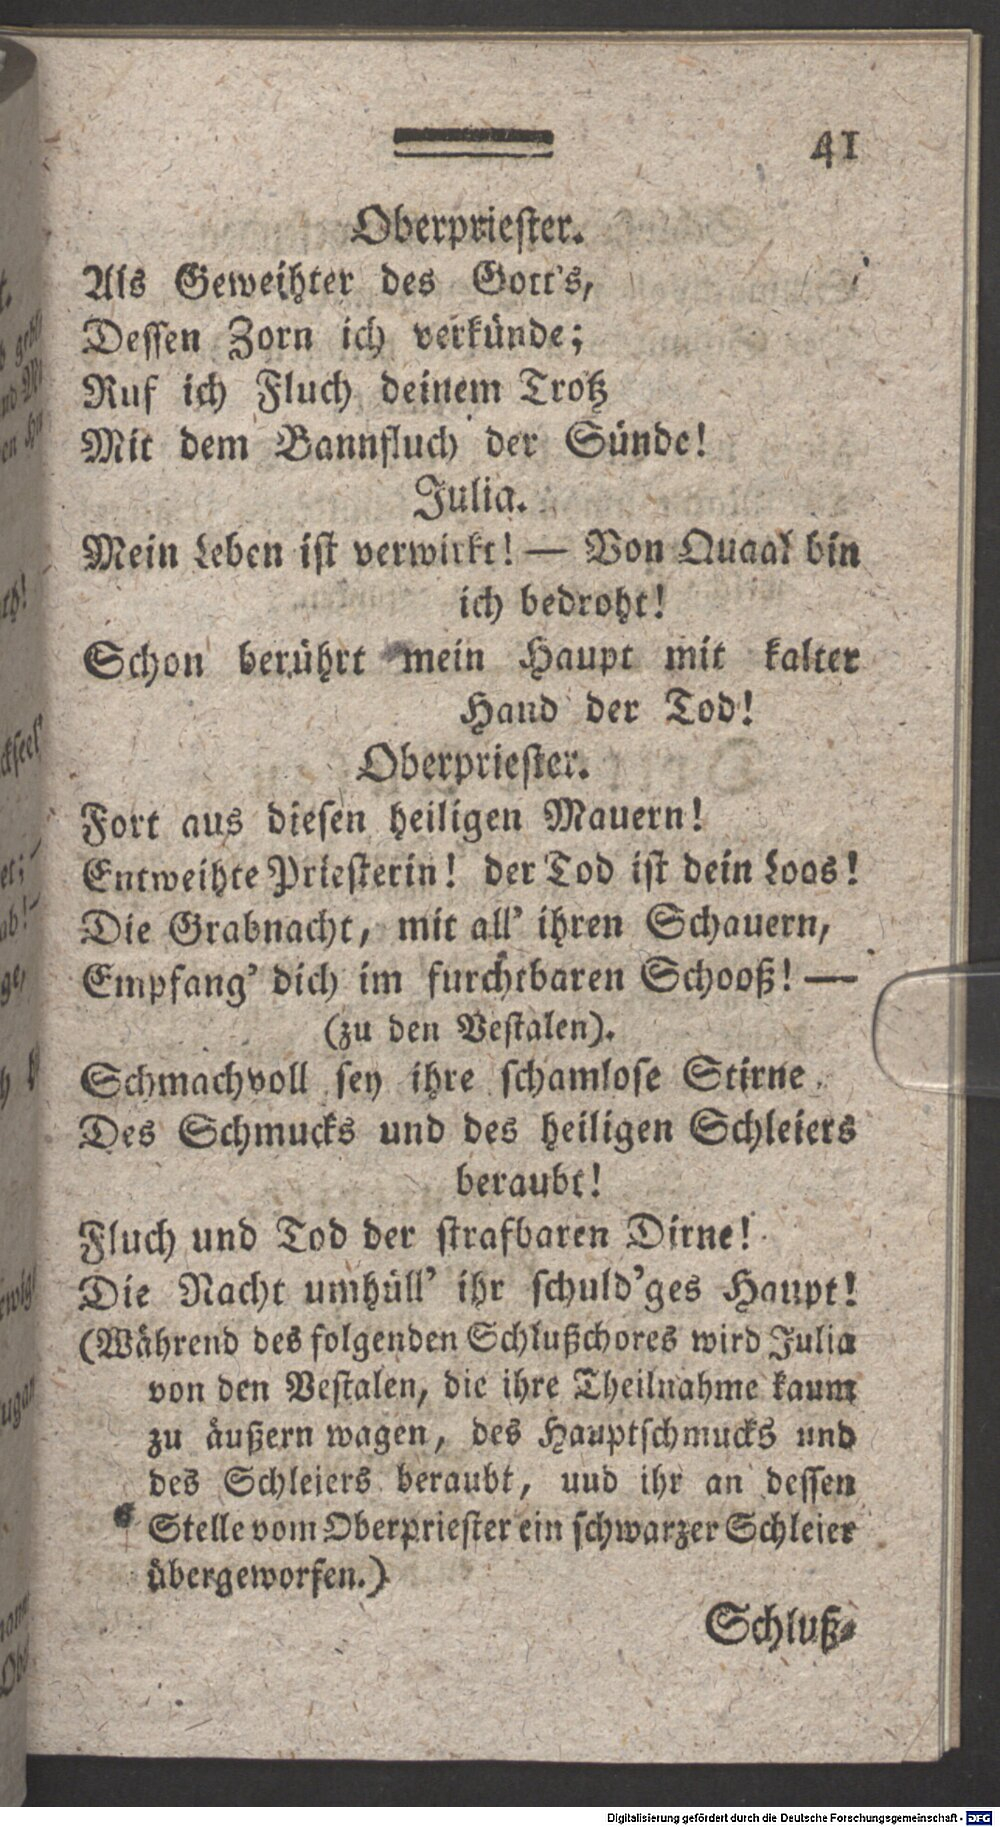 41
Oberpriester.
Als Geweihter des Gott's,
Dessen Zorn ich verkünde;
Ruf ich Fluch deinem Trotz
Mit dem Bannfluch der Sünde!
Julia.
Mein Leben ist verwirkt! — Von Quaal bin
ich bedroht!
Schon berührt mein Haupt mit kalter
Hand der Tod!
Oberpriester.
Fort aus diesen heiligen Mauern!
Entweihte Priesterin! der Tod ist dein Loos!
Die Grabnacht, mit all' ihren Schauern,
Empfang' dich im furchtbaren Schooß! —
(zu den Vestalen).
Schmachvoll sey ihre schamlose Stirne
Des Schmucks und des heiligen Schleiers
beraubt!
Fluch und Tod der strafbaren Dirne!
Die Nacht umhüll' ihr schuld'ges Haupt!
(Während des folgenden Schlußchores wird Julia
von den Vestalen, die ihre Theilnahme kaum
zu äußern wagen, des Hauptschmucks und
des Schleiers beraubt, uud ihr an dessen
Stelle vom Oberpriester ein schwarzer Schleier
übergeworfen.)
Schluß-
Digitalisierung gefördert durch die Deutsche Forschungsgemeinschaft - DFG